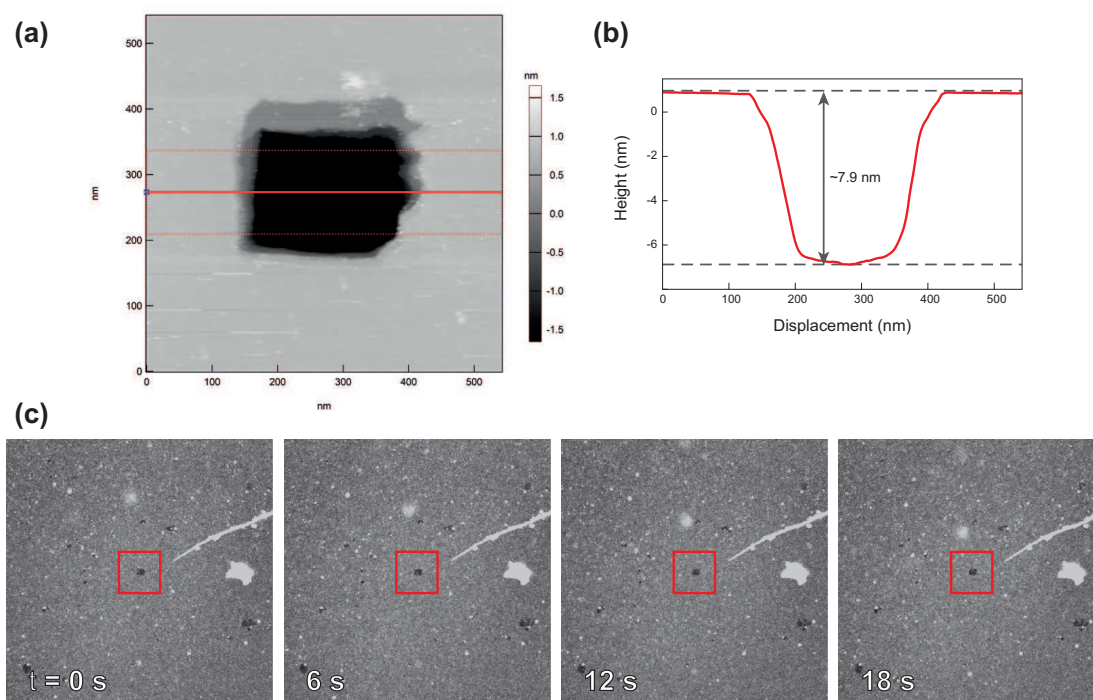 (a)
nm
500
400
300
200
100
0
0 100 200 300 400 500
nm
nm
1.5
1.0
0.5
0.0
-0.5
-1.0
-1.5
(b)
Height (nm)
0
-2
-4
-6
~7.9 nm
0 100 200 300 400 500
Displacement (nm)
(c)
t = 0 s
6 s
12 s
18 s